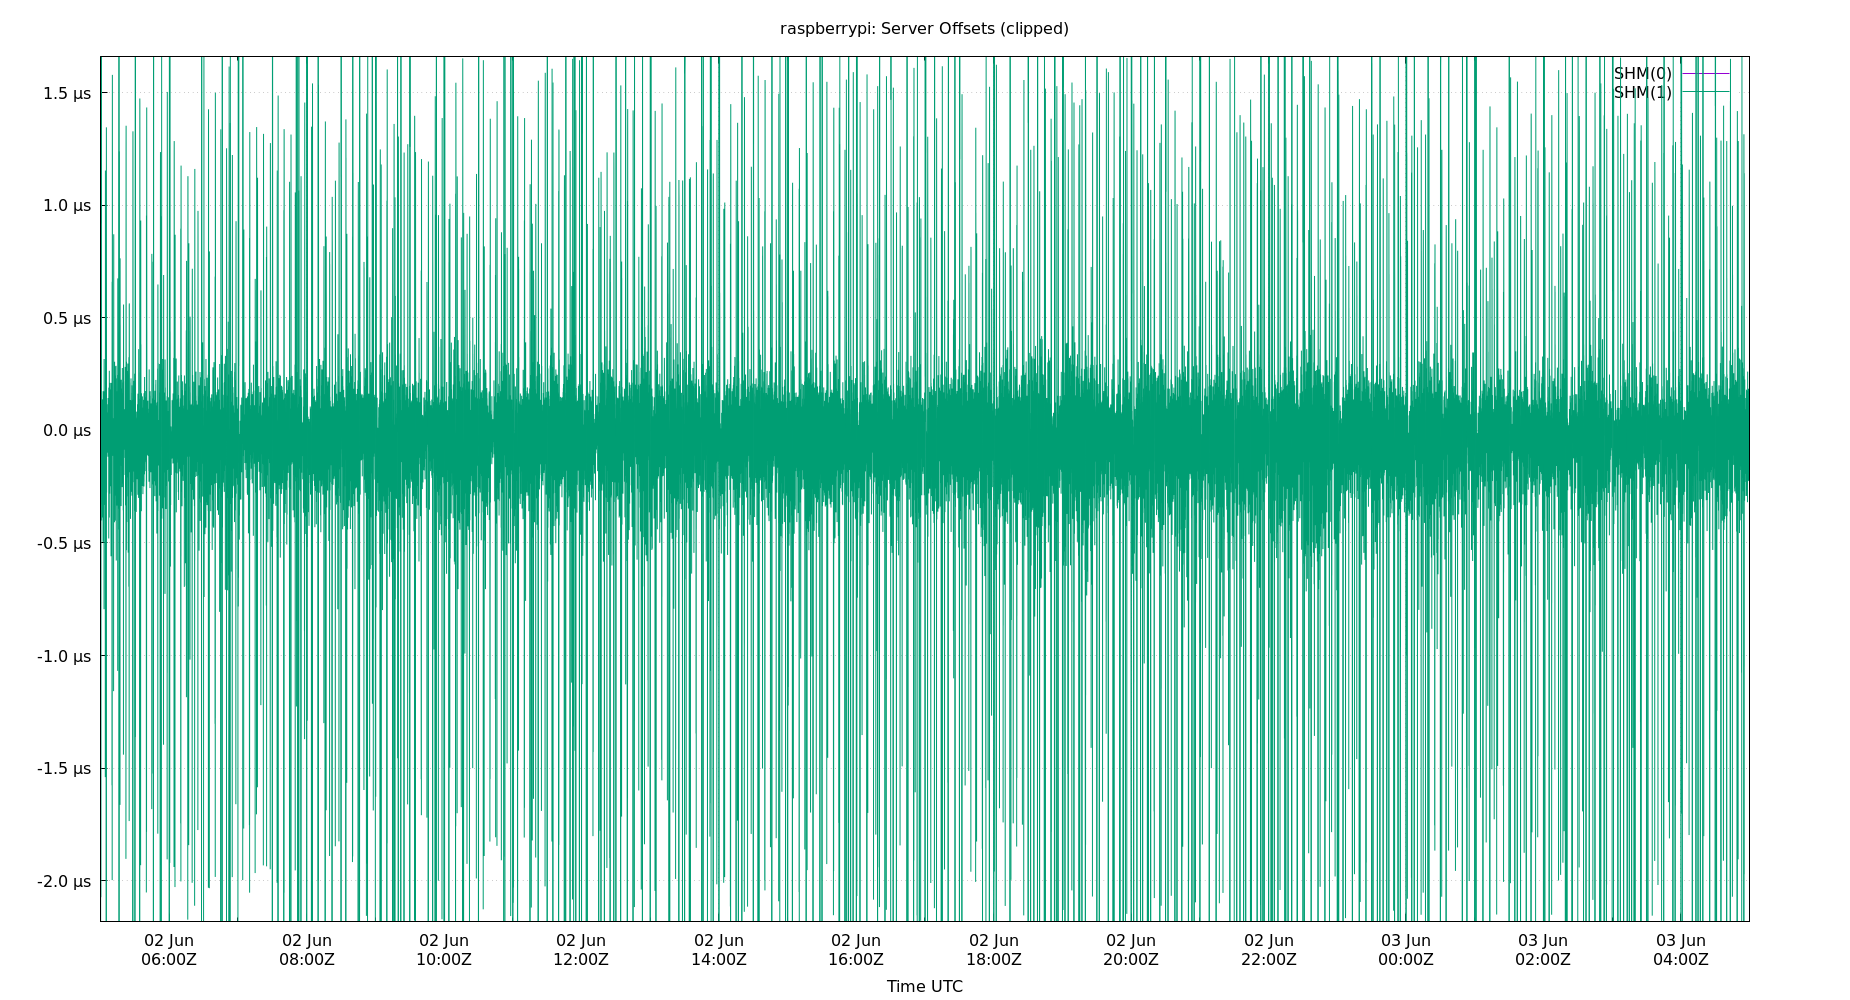 raspberrypi: Server Offsets (clipped)
SHM(0)
SHM(1)
1.5 µs
1.0 µs
0.5 µs
0.0 µs
-0.5 µs
-1.0 µs
-1.5 µs
-2.0 µs
02 Jun 02 Jun 02 Jun 02 Jun 02 Jun 02 Jun 02 Jun 02 Jun 02 Jun 03 Jun 03 Jun 03 Jun
06:00Z 08:00Z 10:00Z 12:00Z 14:00Z 16:00Z 18:00Z 20:00Z 22:00Z 00:00Z 02:00Z 04:00Z
Time UTC